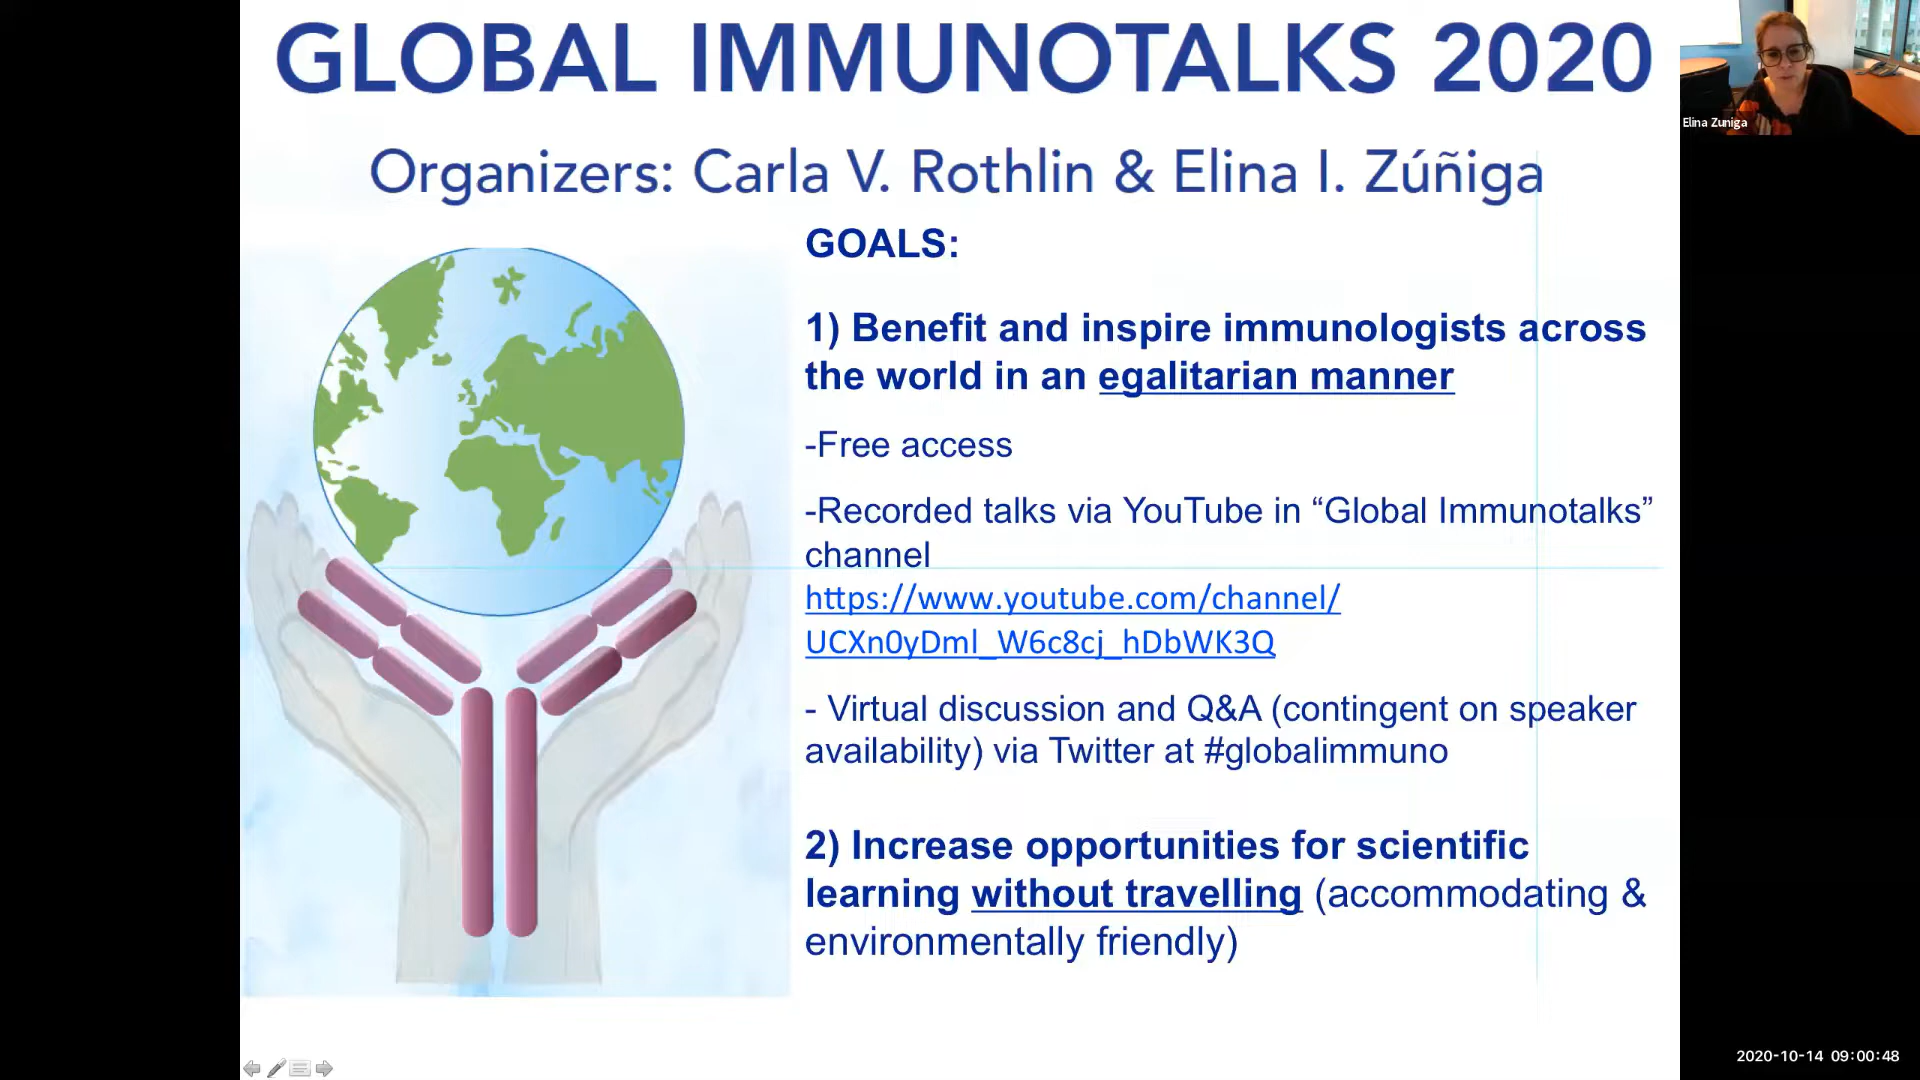 GLOBAL IMMUNOTALKS 2020
Organizers: Carla V. Rothlin & Elina I. Zúñiga
Elina Zuniga
GOALS:
1) Benefit and inspire immunologists across
the world in an egalitarian manner
-Free access
-Recorded talks via YouTube in “Global Immunotalks”
channel
https://www.youtube.com/channel/
UCXn0yDml_W6c8cj_hDbWK3Q
- Virtual discussion and Q&A (contingent on speaker
availability) via Twitter at #globalimmuno
2) Increase opportunities for scientific
learning without travelling (accommodating &
environmentally friendly)
2020-10-14 09:00:48